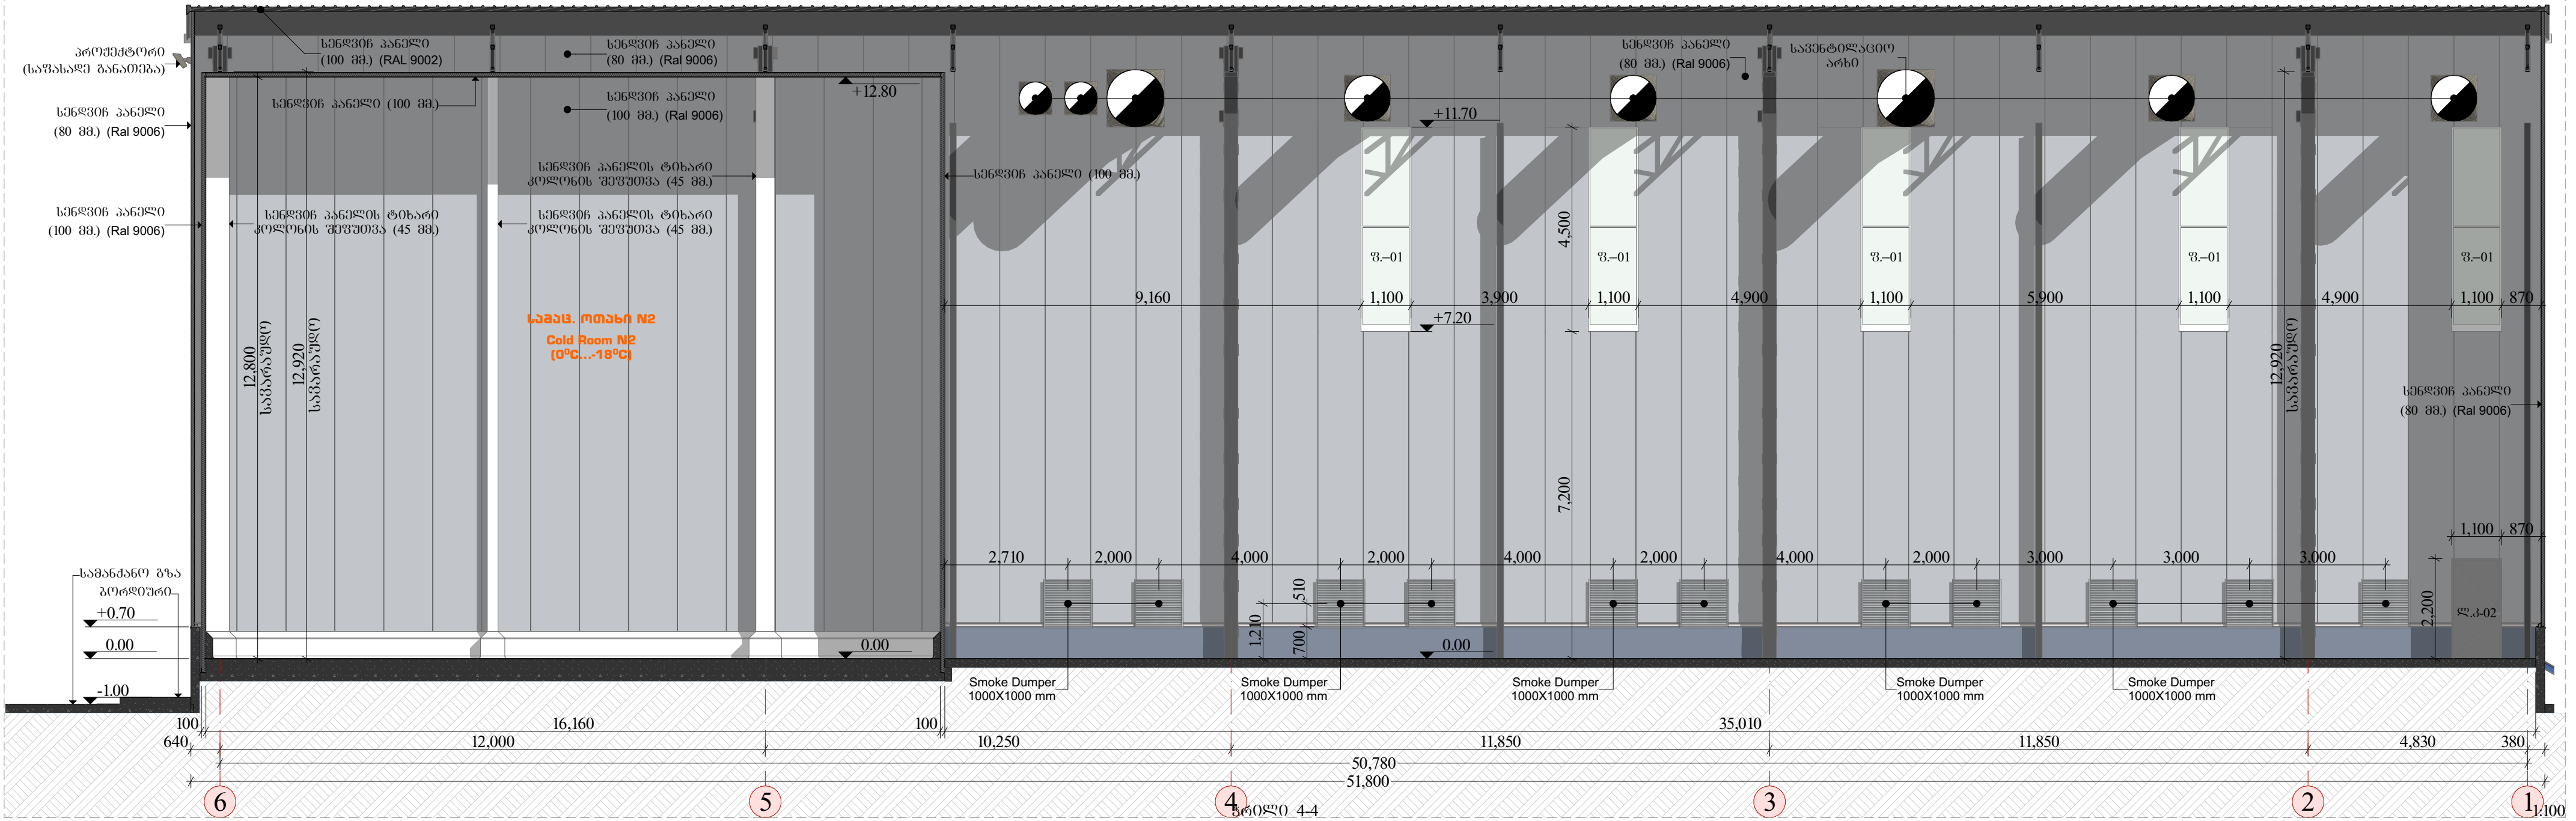 სენდვიჩ პანელი
(100 მმ.) (RAL 9002)
სენდვიჩ პანელი
(80 მმ.) (Ral 9006)
სენდვიჩ პანელი
(80 მმ.) (Ral 9006)
სავენტილაციო
არხი
პროექტორი
(საფასადე განათება)
სენდვიჩ პანელი (100 მმ.)
სენდვიჩ პანელი
(100 მმ.) (Ral 9006)
+12.80
სენდვიჩ პანელი
(80 მმ.) (Ral 9006)
+11.70
სენდვიჩ პანელის ტიხარი
კოლონის შეფუთვა (45 მმ.)
სენდვიჩ პანელი (100 მმ.)
სენდვიჩ პანელი
(100 მმ.) (Ral 9006)
სენდვიჩ პანელის ტიხარი
კოლონის შეფუთვა (45 მმ.)
სენდვიჩ პანელის ტიხარი
კოლონის შეფუთვა (45 მმ.)
4,500
ფ.–01
ფ.–01
ფ.–01
ფ.–01
ფ.–01
9,160
1,100
3,900
1,100
4,900
1,100
5,900
1,100
4,900
1,100
870
+7.20
სამაც. ოთახი N2
Cold Room N2
(0⁰C...-18⁰C)
12,800
სავარაუდო
12,920
სავარაუდო
12,920
სავარაუდო
სენდვიჩ პანელი
(80 მმ.) (Ral 9006)
7,200
1,100
870
2,710
2,000
4,000
2,000
4,000
2,000
4,000
2,000
3,000
3,000
3,000
სამანქანო გზა
ბორდიური
+0.70
0.00
-1.00
0.00
1,210
510
700
0.00
2,200
ლ.კ-02
Smoke Dumper
1000X1000 mm
Smoke Dumper
1000X1000 mm
Smoke Dumper
1000X1000 mm
Smoke Dumper
1000X1000 mm
Smoke Dumper
1000X1000 mm
100
16,160
100
35,010
640
12,000
10,250
11,850
11,850
4,830
380
50,780
51,800
6
5
4
3
2
1
ჭრილი 4-4
1:100